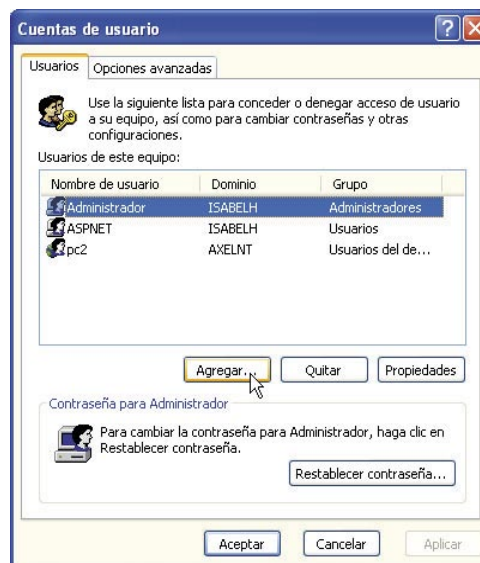 Cuentas de usuario
Usuarios
Opciones avanzadas
Use la siguiente lista para conceder o denegar acceso de usuario
a su equipo, así como para cambiar contraseñas y otras
configuraciones.
Usuarios de este equipo:
Nombre de usuario Dominio Grupo
Administrador ISABELH Administradores
ASPNET ISABELH Usuarios
pc2 AXELNT Usuarios del de...
Agregar... Quitar Propiedades
Contraseña para Administrador
Para cambiar la contraseña para Administrador, haga clic en
Restablecer contraseña.
Restablecer contraseña...
Aceptar Cancelar Aplicar